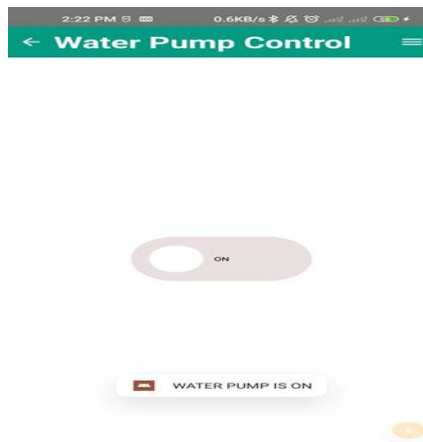 2:22 PM 0.6KB/s
← Water Pump Control
ON
WATER PUMP IS ON